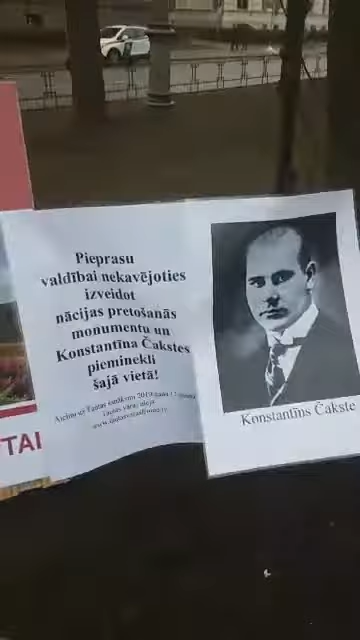 Pieprasu
valdībai nekavējoties
izveidot
nācijas pretošanās
monumentu un
Konstantīna Čakstes
pieminekli
šajā vietā!
Konstantīns Čakste
TAI